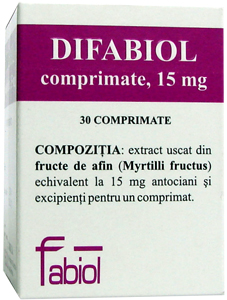 DIFABIOL
comprimate, 15 mg
30 COMPRIMATE
COMPOZIȚIA: extract uscat din
fructe de afin (Myrtilli fructus)
echivalent la 15 mg antociani și
excipienți pentru un comprimat.
fabiol